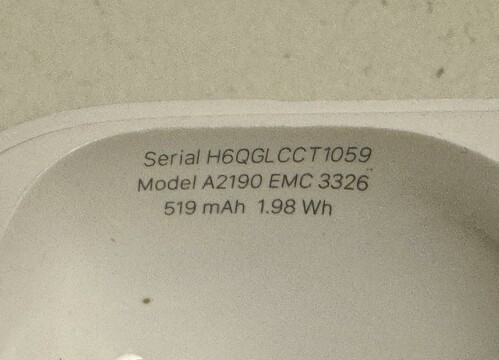 Serial H6QGLCCT1059
Model A2190 EMC 3326
519 mAh 1.98 Wh